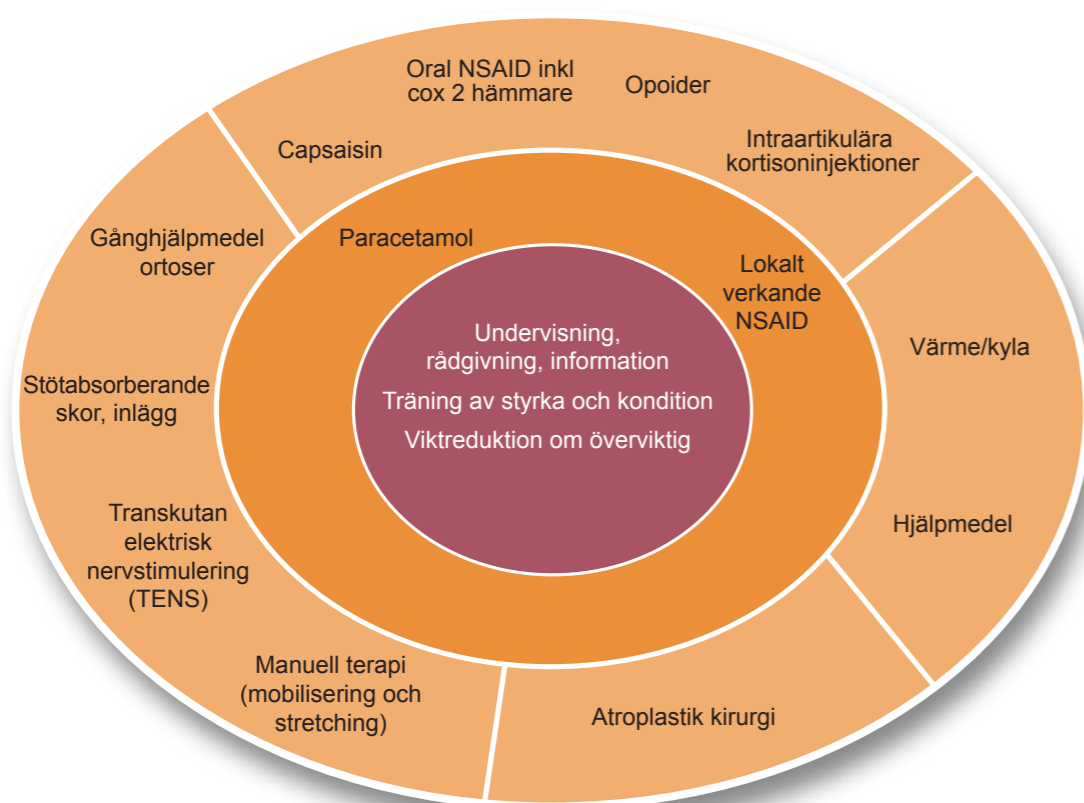 Oral NSAID inkl
cox 2 hämmare
Opoider
Intraartikulära
kortisoninjektioner
Capsaisin
Gånghjälpmedel
ortoser
Paracetamol
Lokalt
verkande
NSAID
Undervisning,
rådgivning, information
Träning av styrka och kondition
Viktreduktion om överviktig
Värme/kyla
Stötabsorberande
skor, inlägg
Hjälpmedel
Transkutan
elektrisk
nervstimulering
(TENS)
Manuell terapi
(mobilisering och
stretching)
Atroplastik kirurgi